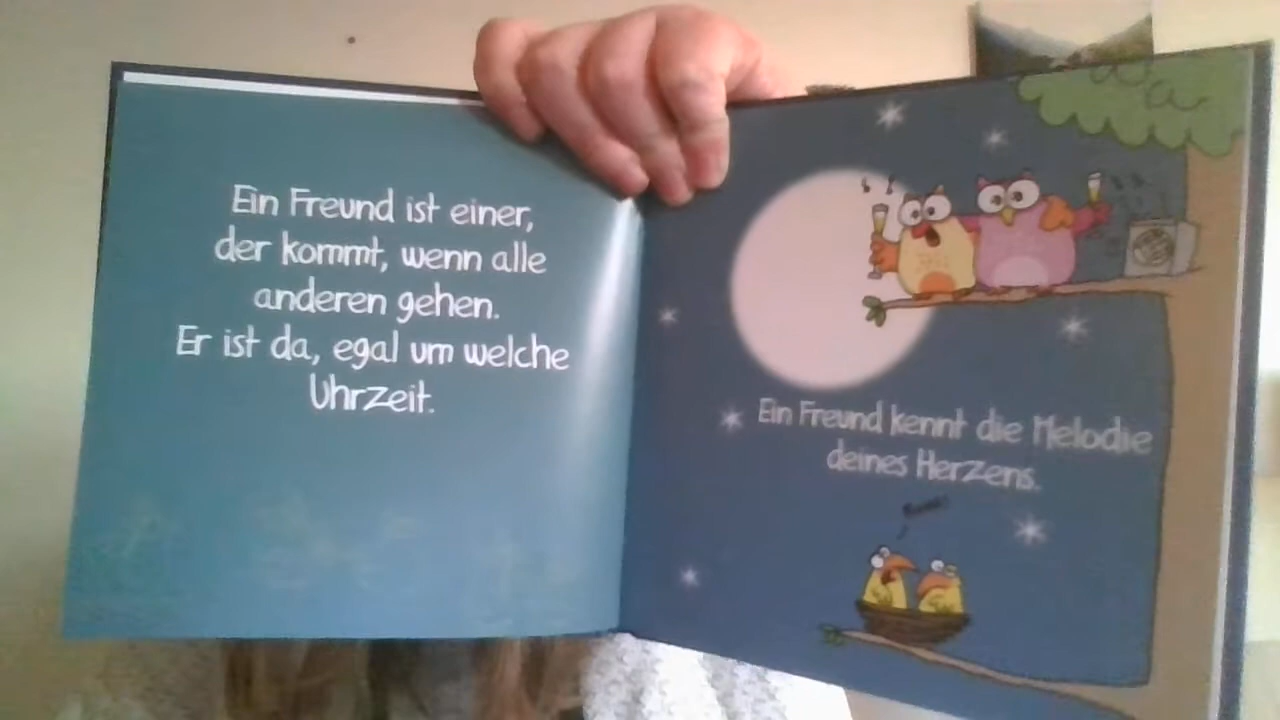 Ein Freund ist einer,
der kommt, wenn alle
anderen gehen.
Er ist da, egal um welche
Uhrzeit.
Ein Freund kennt die Melodie
deines Herzens.